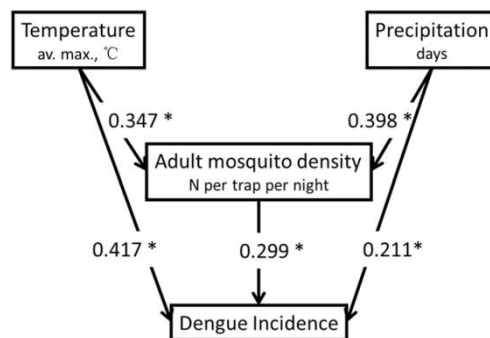 Temperature
av. max., ℃
Precipitation
days
0.347 *
0.398 *
Adult mosquito density
N per trap per night
0.417 *
0.299 *
0.211*
Dengue Incidence